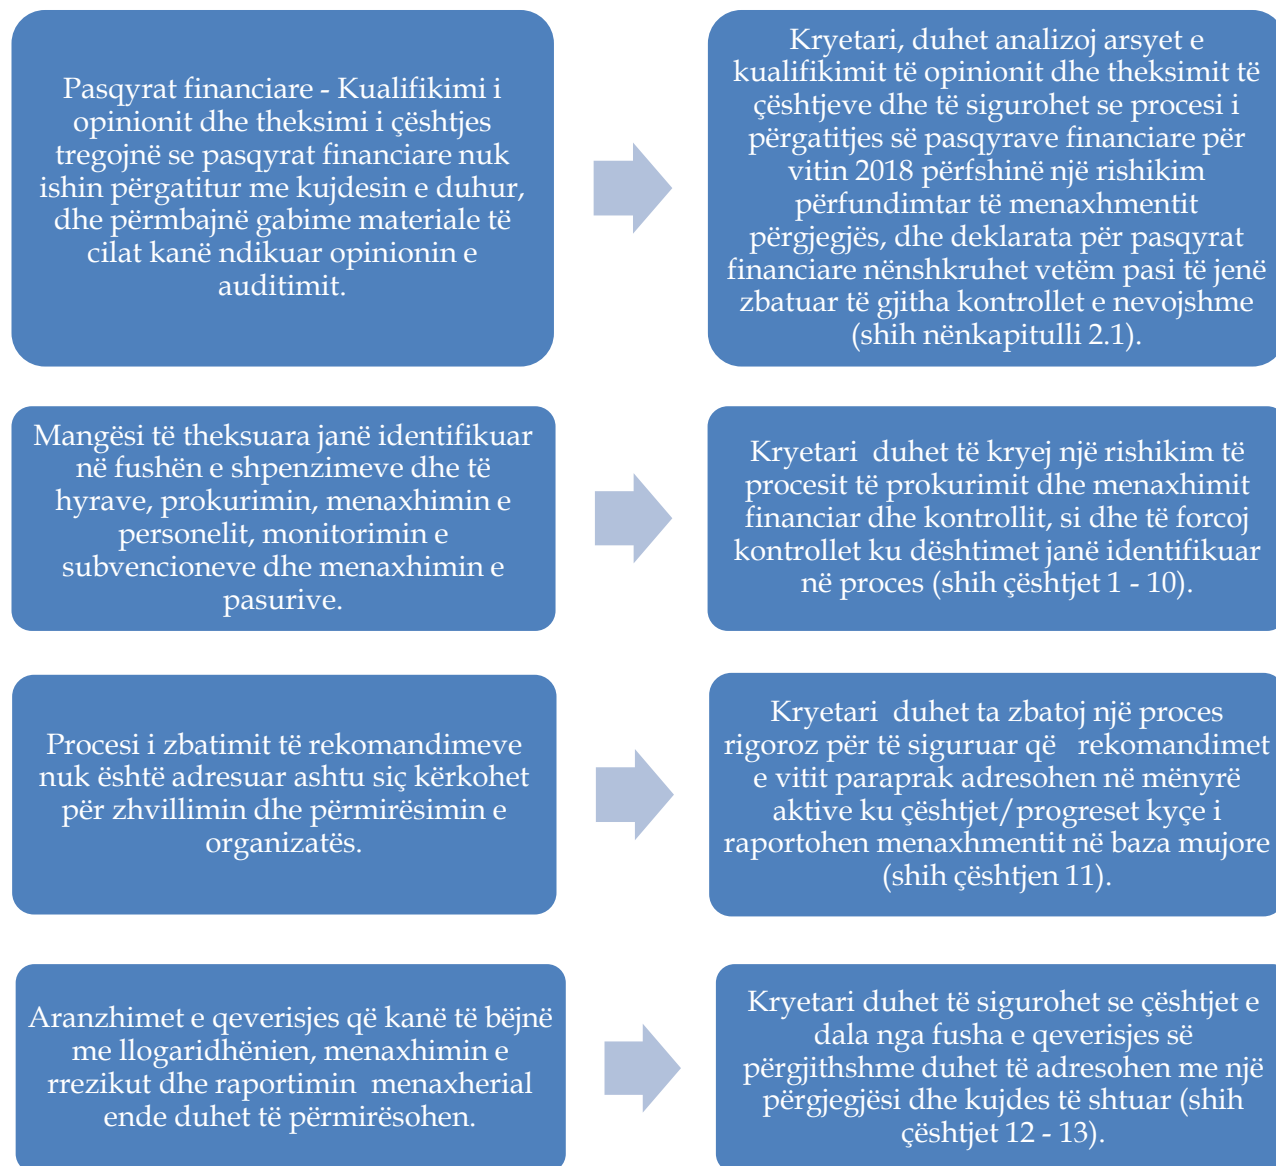 Pasqyrat financiare - Kualifikimi i
opinionit dhe theksimi i çështjes
tregojnë se pasqyrat financiare nuk
ishin përgatitur me kujdesin e duhur,
dhe përmbajnë gabime materiale të
cilat kanë ndikuar opinionin e
auditimit.
Kryetari, duhet analizoj arsyet e
kualifikimit të opinionit dhe theksimit të
çështjeve dhe të sigurohet se procesi i
përgatitjes së pasqyrave financiare për
vitin 2018 përfshinë një rishikim
përfundimtar të menaxhmentit
përgjegjës, dhe deklarata për pasqyrat
financiare nënshkruhet vetëm pasi të jenë
zbatuar të gjitha kontrollet e nevojshme
(shih nënkapitulli 2.1).
Mangësi të theksuara janë identifikuar
në fushën e shpenzimeve dhe të
hyrave, prokurimin, menaxhimin e
personelit, monitorimin e
subvencioneve dhe menaxhimin e
pasurive.
Kryetari duhet të kryej një rishikim të
procesit të prokurimit dhe menaxhimit
financiar dhe kontrollit, si dhe të forcoj
kontrollet ku dështimet janë identifikuar
në proces (shih çështjet 1 - 10).
Procesi i zbatimit të rekomandimeve
nuk është adresuar ashtu siç kërkohet
për zhvillimin dhe përmirësimin e
organizatës.
Kryetari duhet ta zbatoj një proces
rigoroz për të siguruar që rekomandimet
e vitit paraprak adresohen në mënyrë
aktive ku çështjet/progreset kyçe i
raportohen menaxhmentit në baza mujore
(shih çështjen 11).
Aranzhimet e qeverisjes që kanë të bëjnë
me llogaridhënien, menaxhimin e
rrezikut dhe raportimin menaxherial
ende duhet të përmirësohen.
Kryetari duhet të sigurohet se çështjet e
dala nga fusha e qeverisjes së
përgjithshme duhet të adresohen me një
përgjegjësi dhe kujdes të shtuar (shih
çështjet 12 - 13).